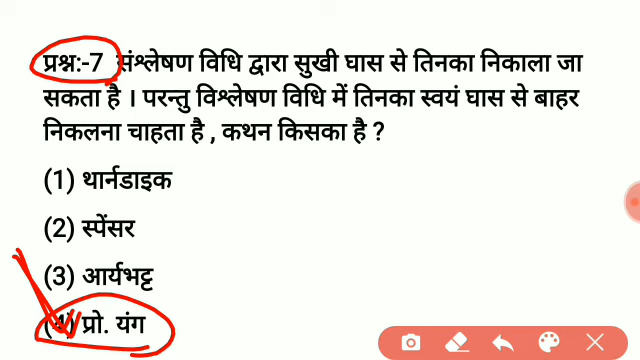 प्रश्न:-7 संश्लेषण विधि द्वारा सुखी घास से तिनका निकाला जा
सकता है । परन्तु विश्लेषण विधि में तिनका स्वयं घास से बाहर
निकलना चाहता है , कथन किसका है ?
(1) थार्नडाइक
(2) स्पेंसर
(3) आर्यभट्ट
(4) प्रो. यंग